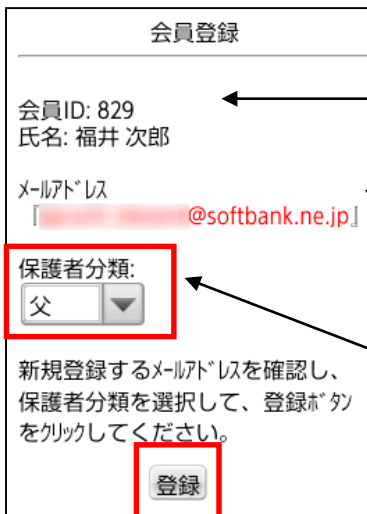 会員登録
会員ID: 829
氏名: 福井 次郎
ﾒｰﾙｱﾄﾞﾚｽ
『@softbank.ne.jp』
保護者分類:
父
新規登録するﾒｰﾙｱﾄﾞﾚｽを確認し、
保護者分類を選択して、登録ﾎﾞﾀﾝ
をｸﾘｯｸしてください。
登録